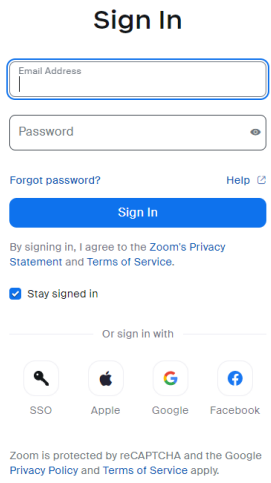 Sign In
Email Address
Password
Forgot password?
Help
Sign In
By signing in, I agree to the Zoom's Privacy
Statement and Terms of Service.
Stay signed in
Or sign in with
SSO
Apple
Google
Facebook
Zoom is protected by reCAPTCHA and the Google
Privacy Policy and Terms of Service apply.